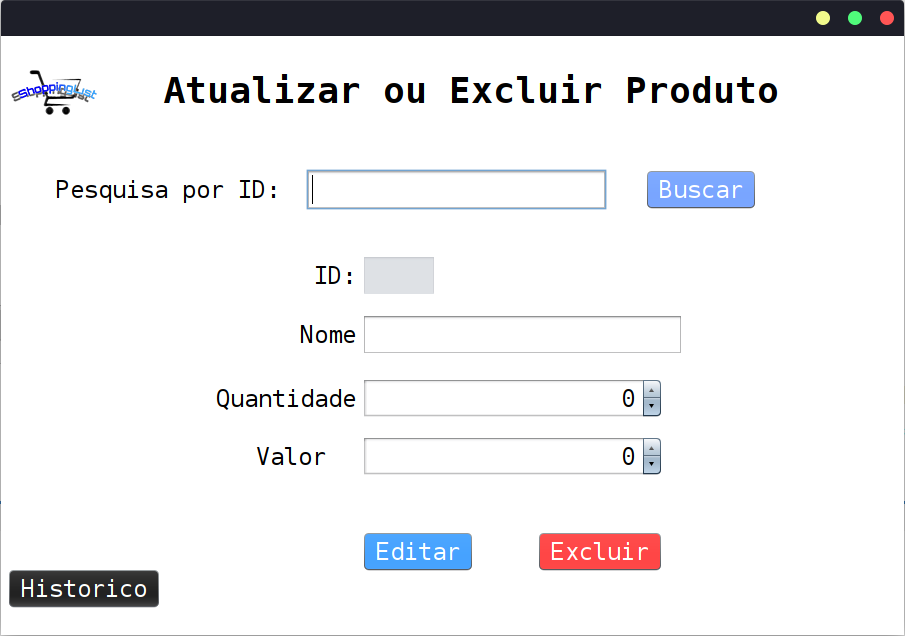 ShoppingList
Atualizar ou Excluir Produto
Pesquisa por ID:
Buscar
ID:
Nome
Quantidade
0
Valor
0
Editar
Excluir
Historico